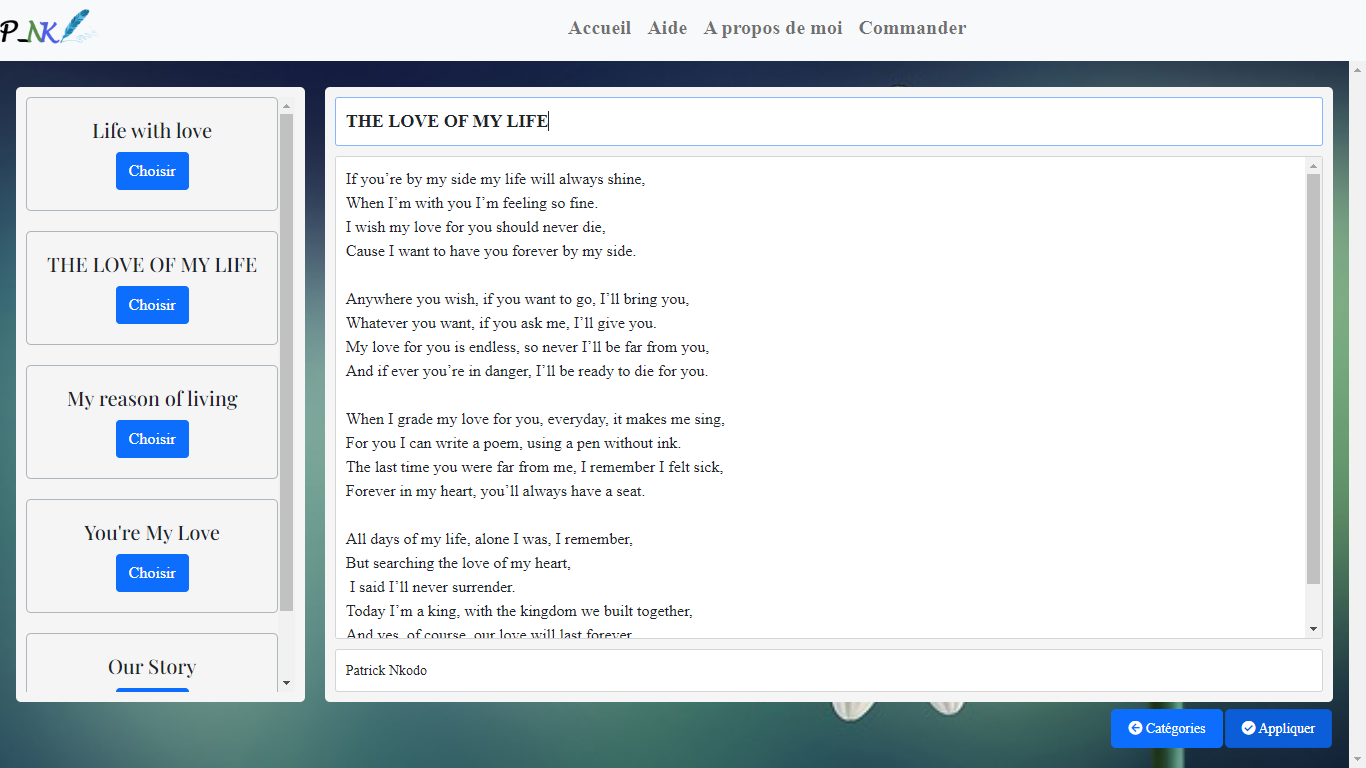 P_NK
Accueil Aide A propos de moi Commander
Life with love
Choisir
THE LOVE OF MY LIFE
Choisir
My reason of living
Choisir
You're My Love
Choisir
Our Story
THE LOVE OF MY LIFE
If you’re by my side my life will always shine,
When I’m with you I’m feeling so fine.
I wish my love for you should never die,
Cause I want to have you forever by my side.
Anywhere you wish, if you want to go, I’ll bring you,
Whatever you want, if you ask me, I’ll give you.
My love for you is endless, so never I’ll be far from you,
And if ever you’re in danger, I’ll be ready to die for you.
When I grade my love for you, everyday, it makes me sing,
For you I can write a poem, using a pen without ink.
The last time you were far from me, I remember I felt sick,
Forever in my heart, you’ll always have a seat.
All days of my life, alone I was, I remember,
But searching the love of my heart,
I said I’ll never surrender.
Today I’m a king, with the kingdom we built together,
And yes, of course, our love will last forever
Patrick Nkodo
Catégories Appliquer